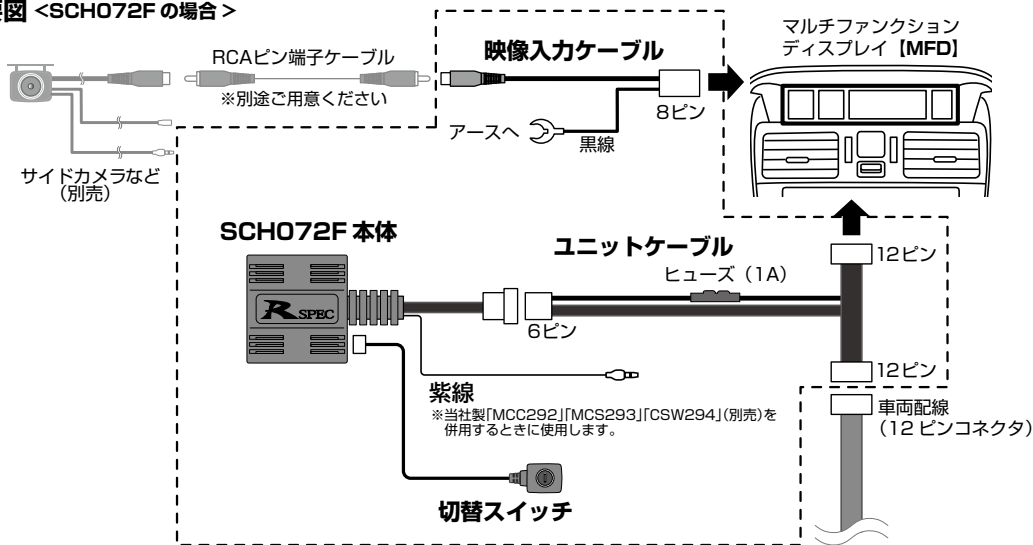 要図 <SCH072Fの場合>
RCAピン端子ケーブル
※別途ご用意ください
映像入力ケーブル
マルチファンクション
ディスプレイ【MFD】
8ピン
アースへ
黒線
サイドカメラなど
(別売)
SCH072F 本体
ユニットケーブル
ヒューズ(1A)
12ピン
R SPEC
6ピン
12ピン
紫線
※当社製「MCC292」「MCS293」「CSW294」(別売)を
併用するときに使用します。
車両配線
(12 ピンコネクタ)
切替スイッチ